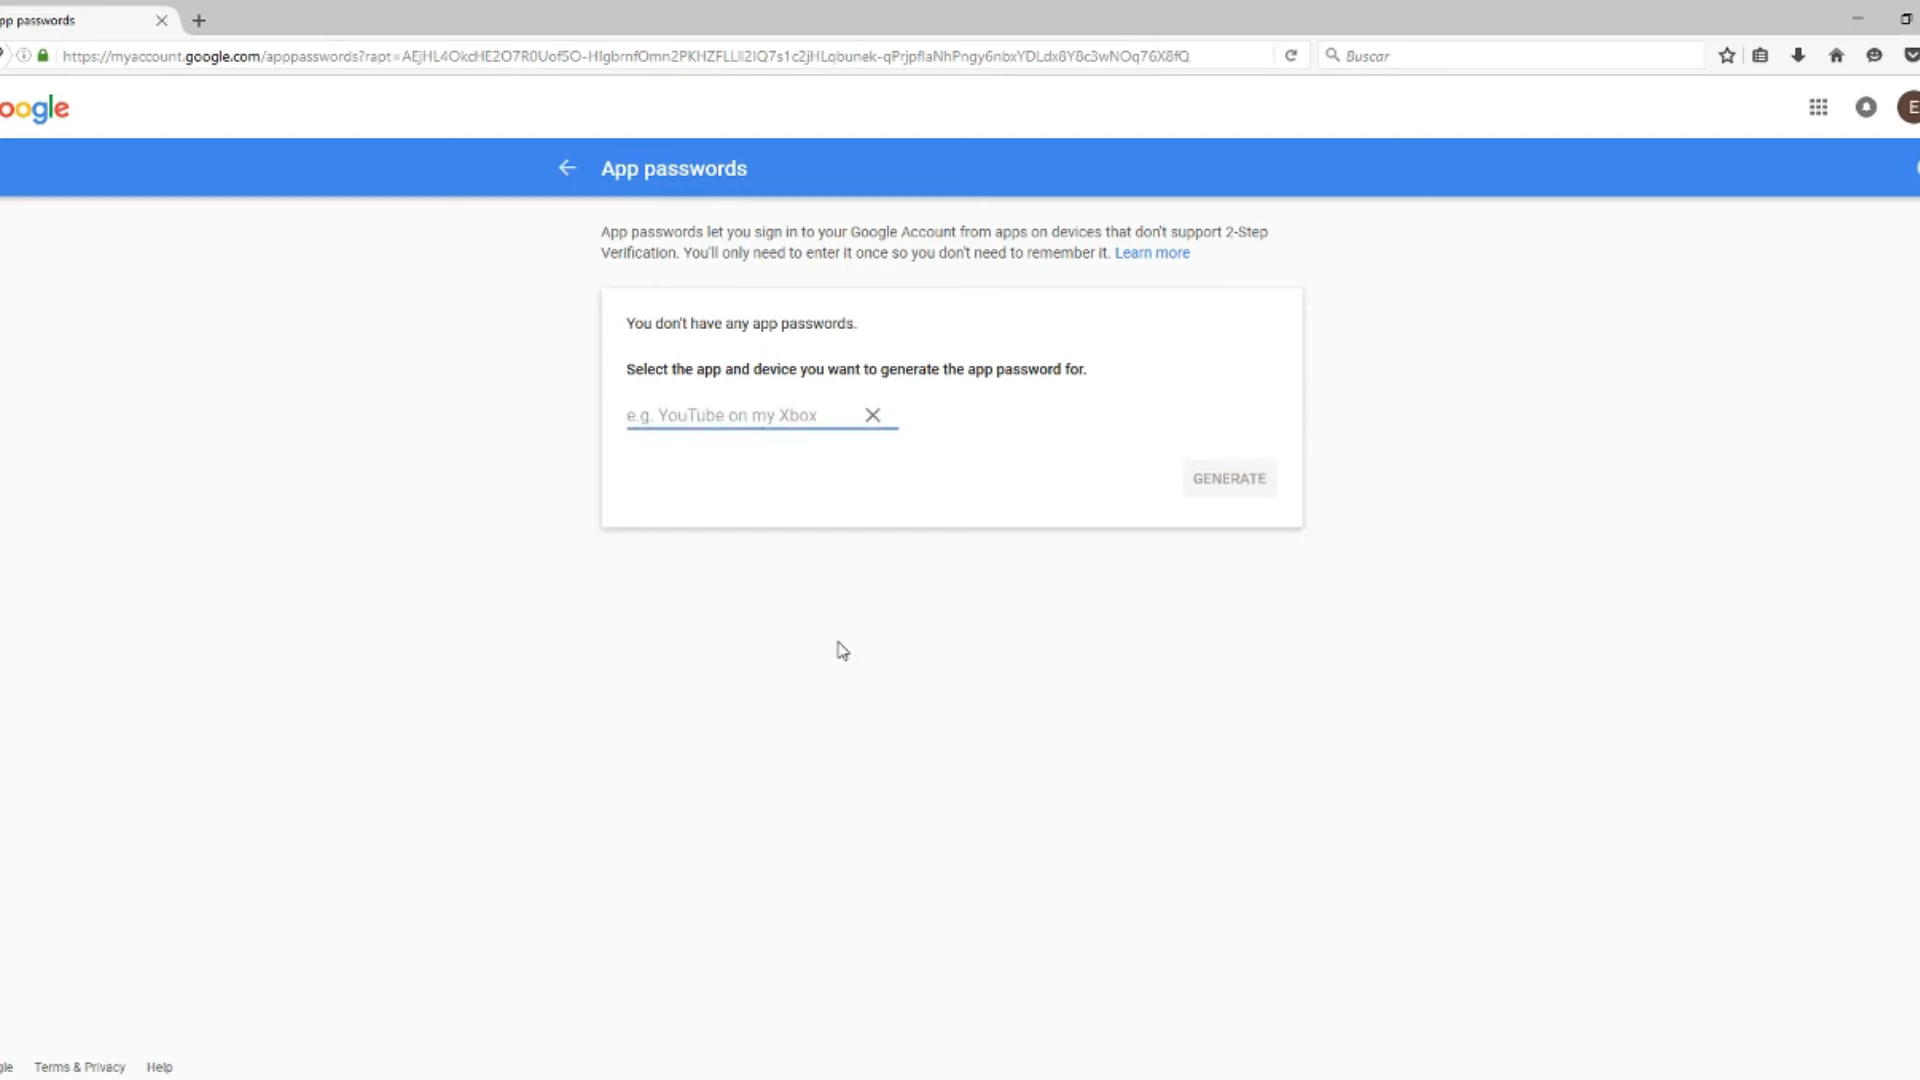 pp passwords
https://myaccount.google.com/apppasswords?rapt=
Buscar
oogle
E
App passwords
App passwords let you sign in to your Google Account from apps on devices that don't support 2-Step
Verification. You'll only need to enter it once so you don't need to remember it. Learn more
You don't have any app passwords.
Select the app and device you want to generate the app password for.
e.g. YouTube on my Xbox
GENERATE
gle Terms & Privacy Help